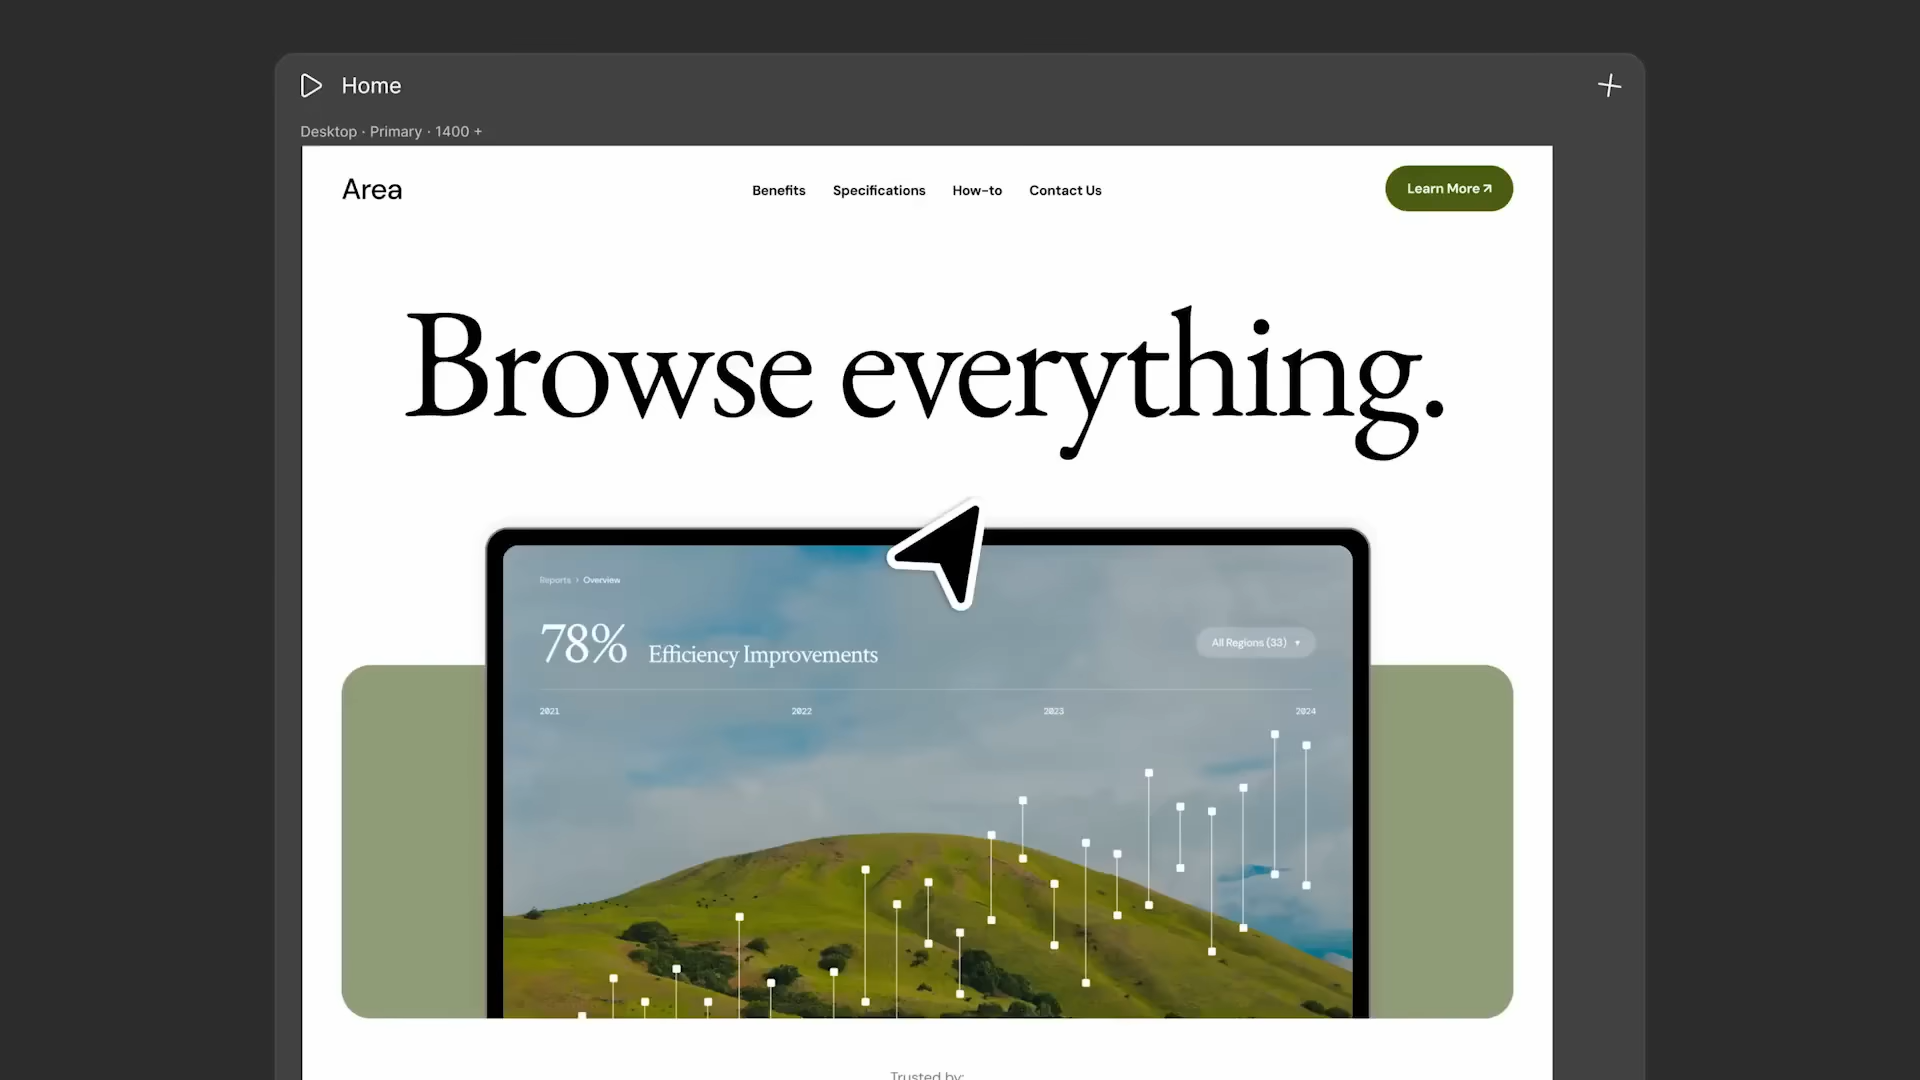 Home
Desktop · Primary · 1400 +
Area
Benefits
Specifications
How-to
Contact Us
Learn More ↗
Browse everything.
Reports › Overview
78% Efficiency Improvements
All Regions (33) ▾
2021
2022
2023
2024
Trusted by: